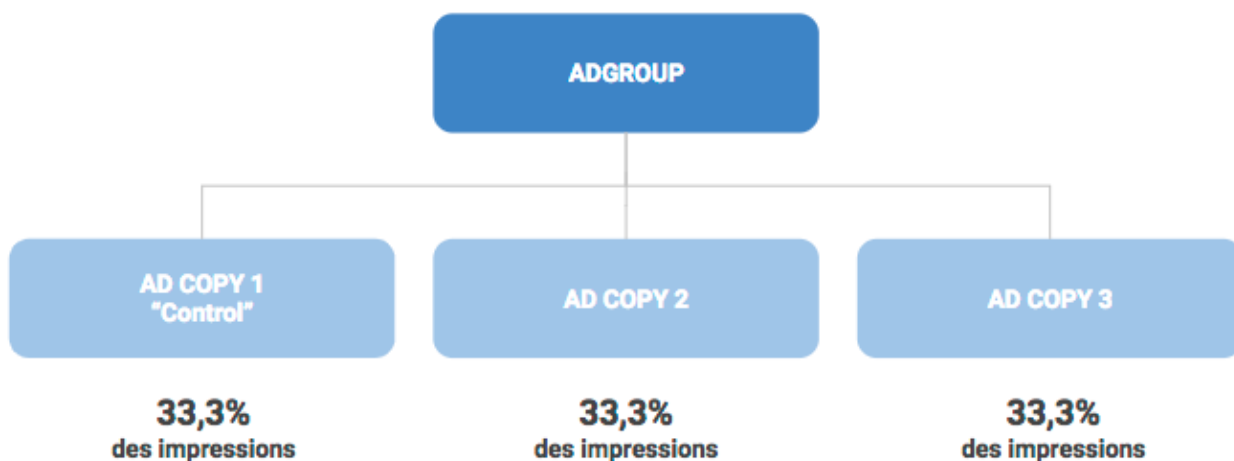 ADGROUP
AD COPY 1
“Control”
AD COPY 2
AD COPY 3
33,3%
des impressions
33,3%
des impressions
33,3%
des impressions